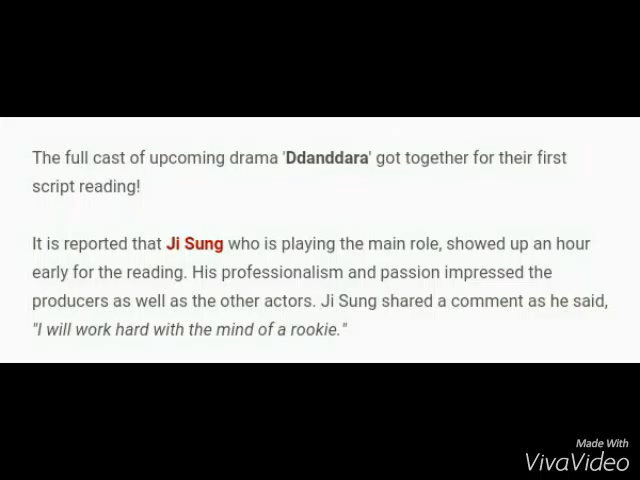 The full cast of upcoming drama 'Ddanddara' got together for their first
script reading!
It is reported that Ji Sung who is playing the main role, showed up an hour
early for the reading. His professionalism and passion impressed the
producers as well as the other actors. Ji Sung shared a comment as he said,
"I will work hard with the mind of a rookie."
Made With
VivaVideo